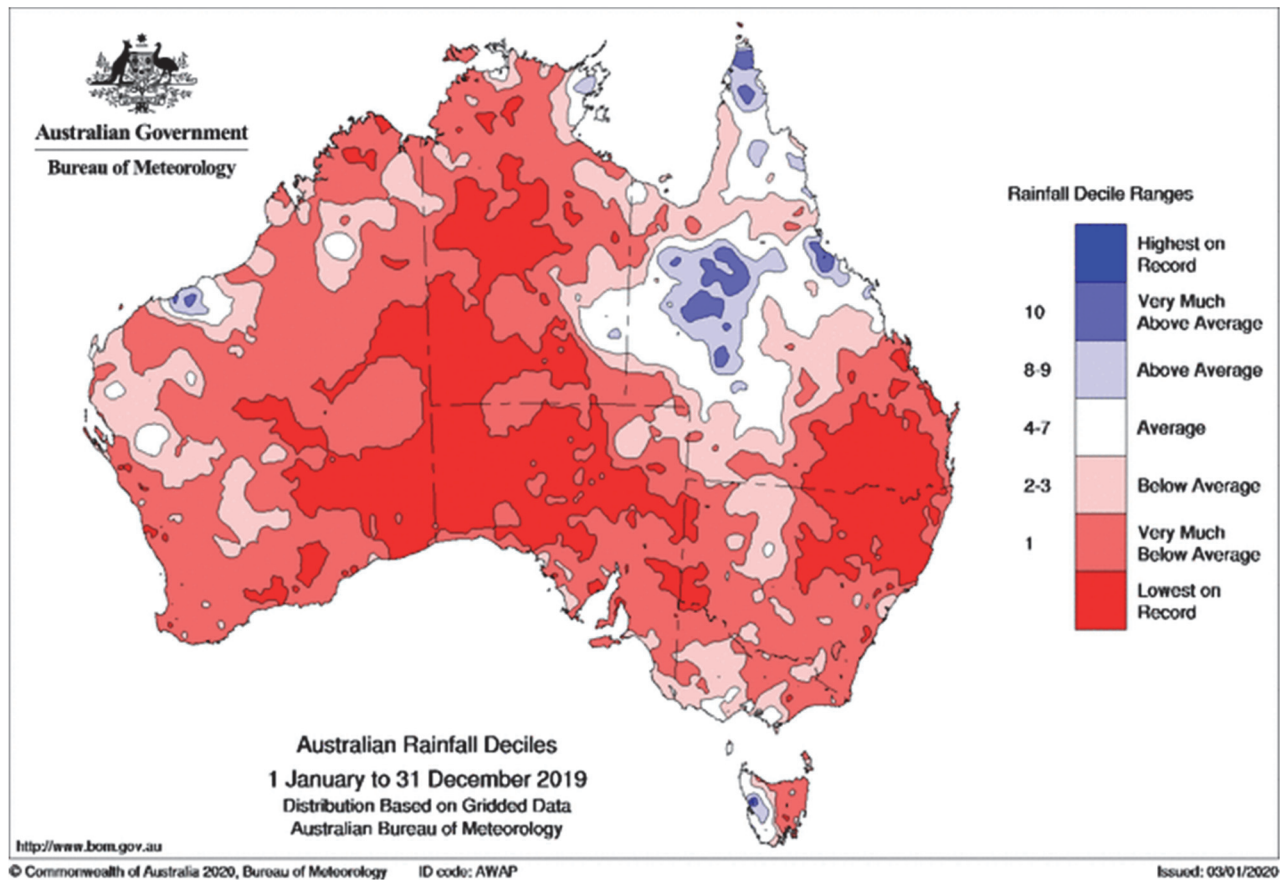 Australian Government
Bureau of Meteorology
Rainfall Decile Ranges
Highest on
Record
10
Very Much
Above Average
8-9
Above Average
4-7
Average
2-3
Below Average
1
Very Much
Below Average
Lowest on
Record
Australian Rainfall Deciles
1 January to 31 December 2019
Distribution Based on Gridded Data
Australian Bureau of Meteorology
http://www.bom.gov.au
© Commonwealth of Australia 2020, Bureau of Meteorology ID code: AWAP Issued: 03/01/2020